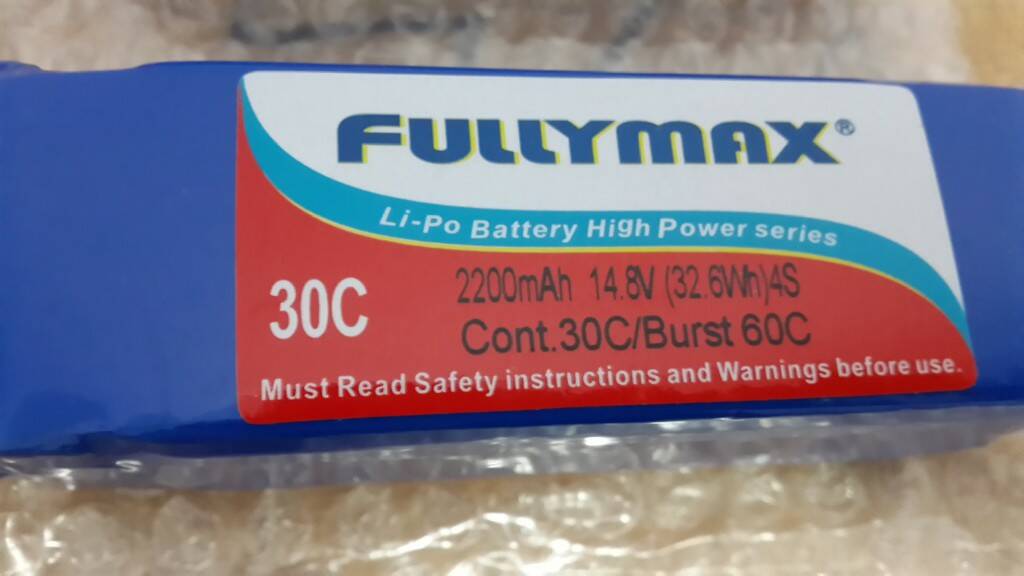 FULLYMAX®
Li-Po Battery High Power series
30C
2200mAh 14.8V (32.6Wh)4S
Cont.30C/Burst 60C
Must Read Safety instructions and Warnings before use.